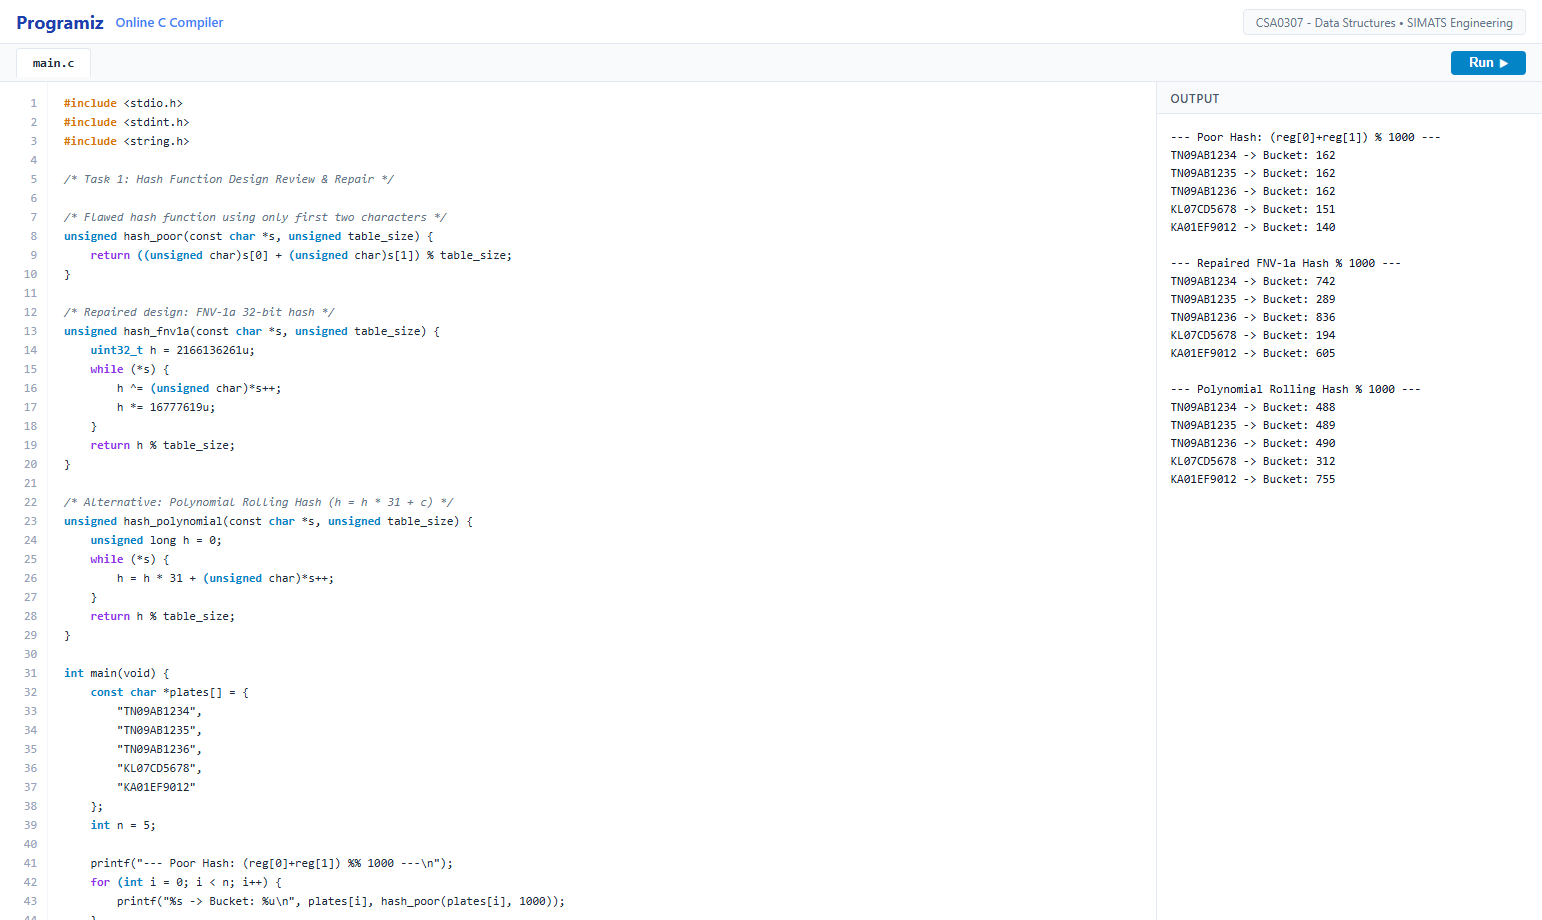 Programiz Online C Compiler
CSA0307 - Data Structures • SIMATS Engineering
main.c
Run ▶
1 #include <stdio.h>
2 #include <stdint.h>
3 #include <string.h>
4
5 /* Task 1: Hash Function Design Review & Repair */
6
7 /* Flawed hash function using only first two characters */
8 unsigned hash_poor(const char *s, unsigned table_size) {
9     return ((unsigned char)s[0] + (unsigned char)s[1]) % table_size;
10 }
11
12 /* Repaired design: FNV-1a 32-bit hash */
13 unsigned hash_fnv1a(const char *s, unsigned table_size) {
14     uint32_t h = 2166136261u;
15     while (*s) {
16         h ^= (unsigned char)*s++;
17         h *= 16777619u;
18     }
19     return h % table_size;
20 }
21
22 /* Alternative: Polynomial Rolling Hash (h = h * 31 + c) */
23 unsigned hash_polynomial(const char *s, unsigned table_size) {
24     unsigned long h = 0;
25     while (*s) {
26         h = h * 31 + (unsigned char)*s++;
27     }
28     return h % table_size;
29 }
30
31 int main(void) {
32     const char *plates[] = {
33         "TN09AB1234",
34         "TN09AB1235",
35         "TN09AB1236",
36         "KL07CD5678",
37         "KA01EF9012"
38     };
39     int n = 5;
40
41     printf("--- Poor Hash: (reg[0]+reg[1]) %% 1000 ---\n");
42     for (int i = 0; i < n; i++) {
43         printf("%s -> Bucket: %u\n", plates[i], hash_poor(plates[i], 1000));
44     }
OUTPUT
--- Poor Hash: (reg[0]+reg[1]) % 1000 ---
TN09AB1234 -> Bucket: 162
TN09AB1235 -> Bucket: 162
TN09AB1236 -> Bucket: 162
KL07CD5678 -> Bucket: 151
KA01EF9012 -> Bucket: 140
--- Repaired FNV-1a Hash % 1000 ---
TN09AB1234 -> Bucket: 742
TN09AB1235 -> Bucket: 289
TN09AB1236 -> Bucket: 836
KL07CD5678 -> Bucket: 194
KA01EF9012 -> Bucket: 605
--- Polynomial Rolling Hash % 1000 ---
TN09AB1234 -> Bucket: 488
TN09AB1235 -> Bucket: 489
TN09AB1236 -> Bucket: 490
KL07CD5678 -> Bucket: 312
KA01EF9012 -> Bucket: 755